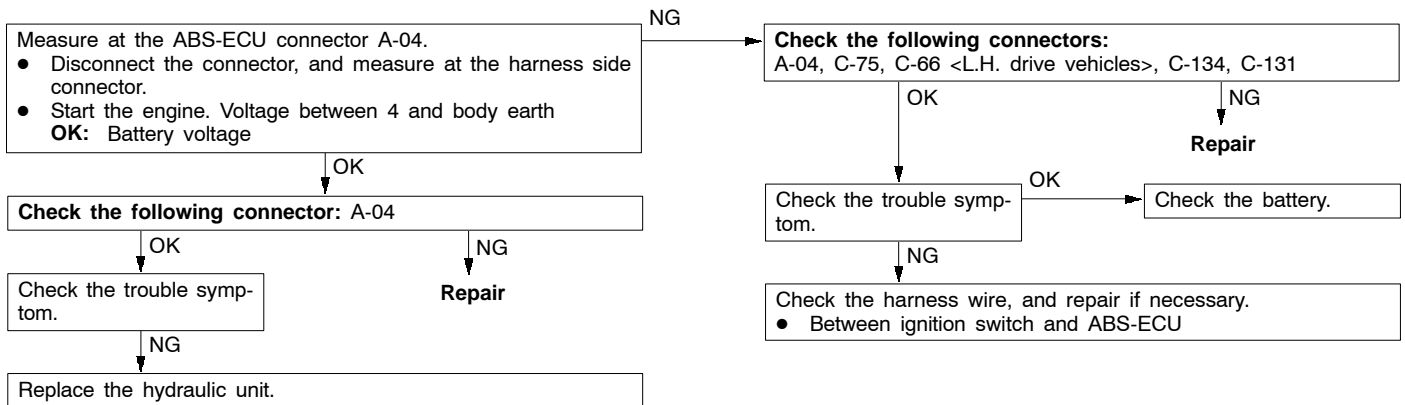 Measure at the ABS-ECU connector A-04.
● Disconnect the connector, and measure at the harness side
connector.
● Start the engine. Voltage between 4 and body earth
OK: Battery voltage
OK
Check the following connector: A-04
OK
NG
Check the trouble symp-
tom.
Repair
NG
Replace the hydraulic unit.
NG
Check the following connectors:
A-04, C-75, C-66 <L.H. drive vehicles>, C-134, C-131
OK
NG
Repair
Check the trouble symp-
tom.
OK
Check the battery.
NG
Check the harness wire, and repair if necessary.
● Between ignition switch and ABS-ECU